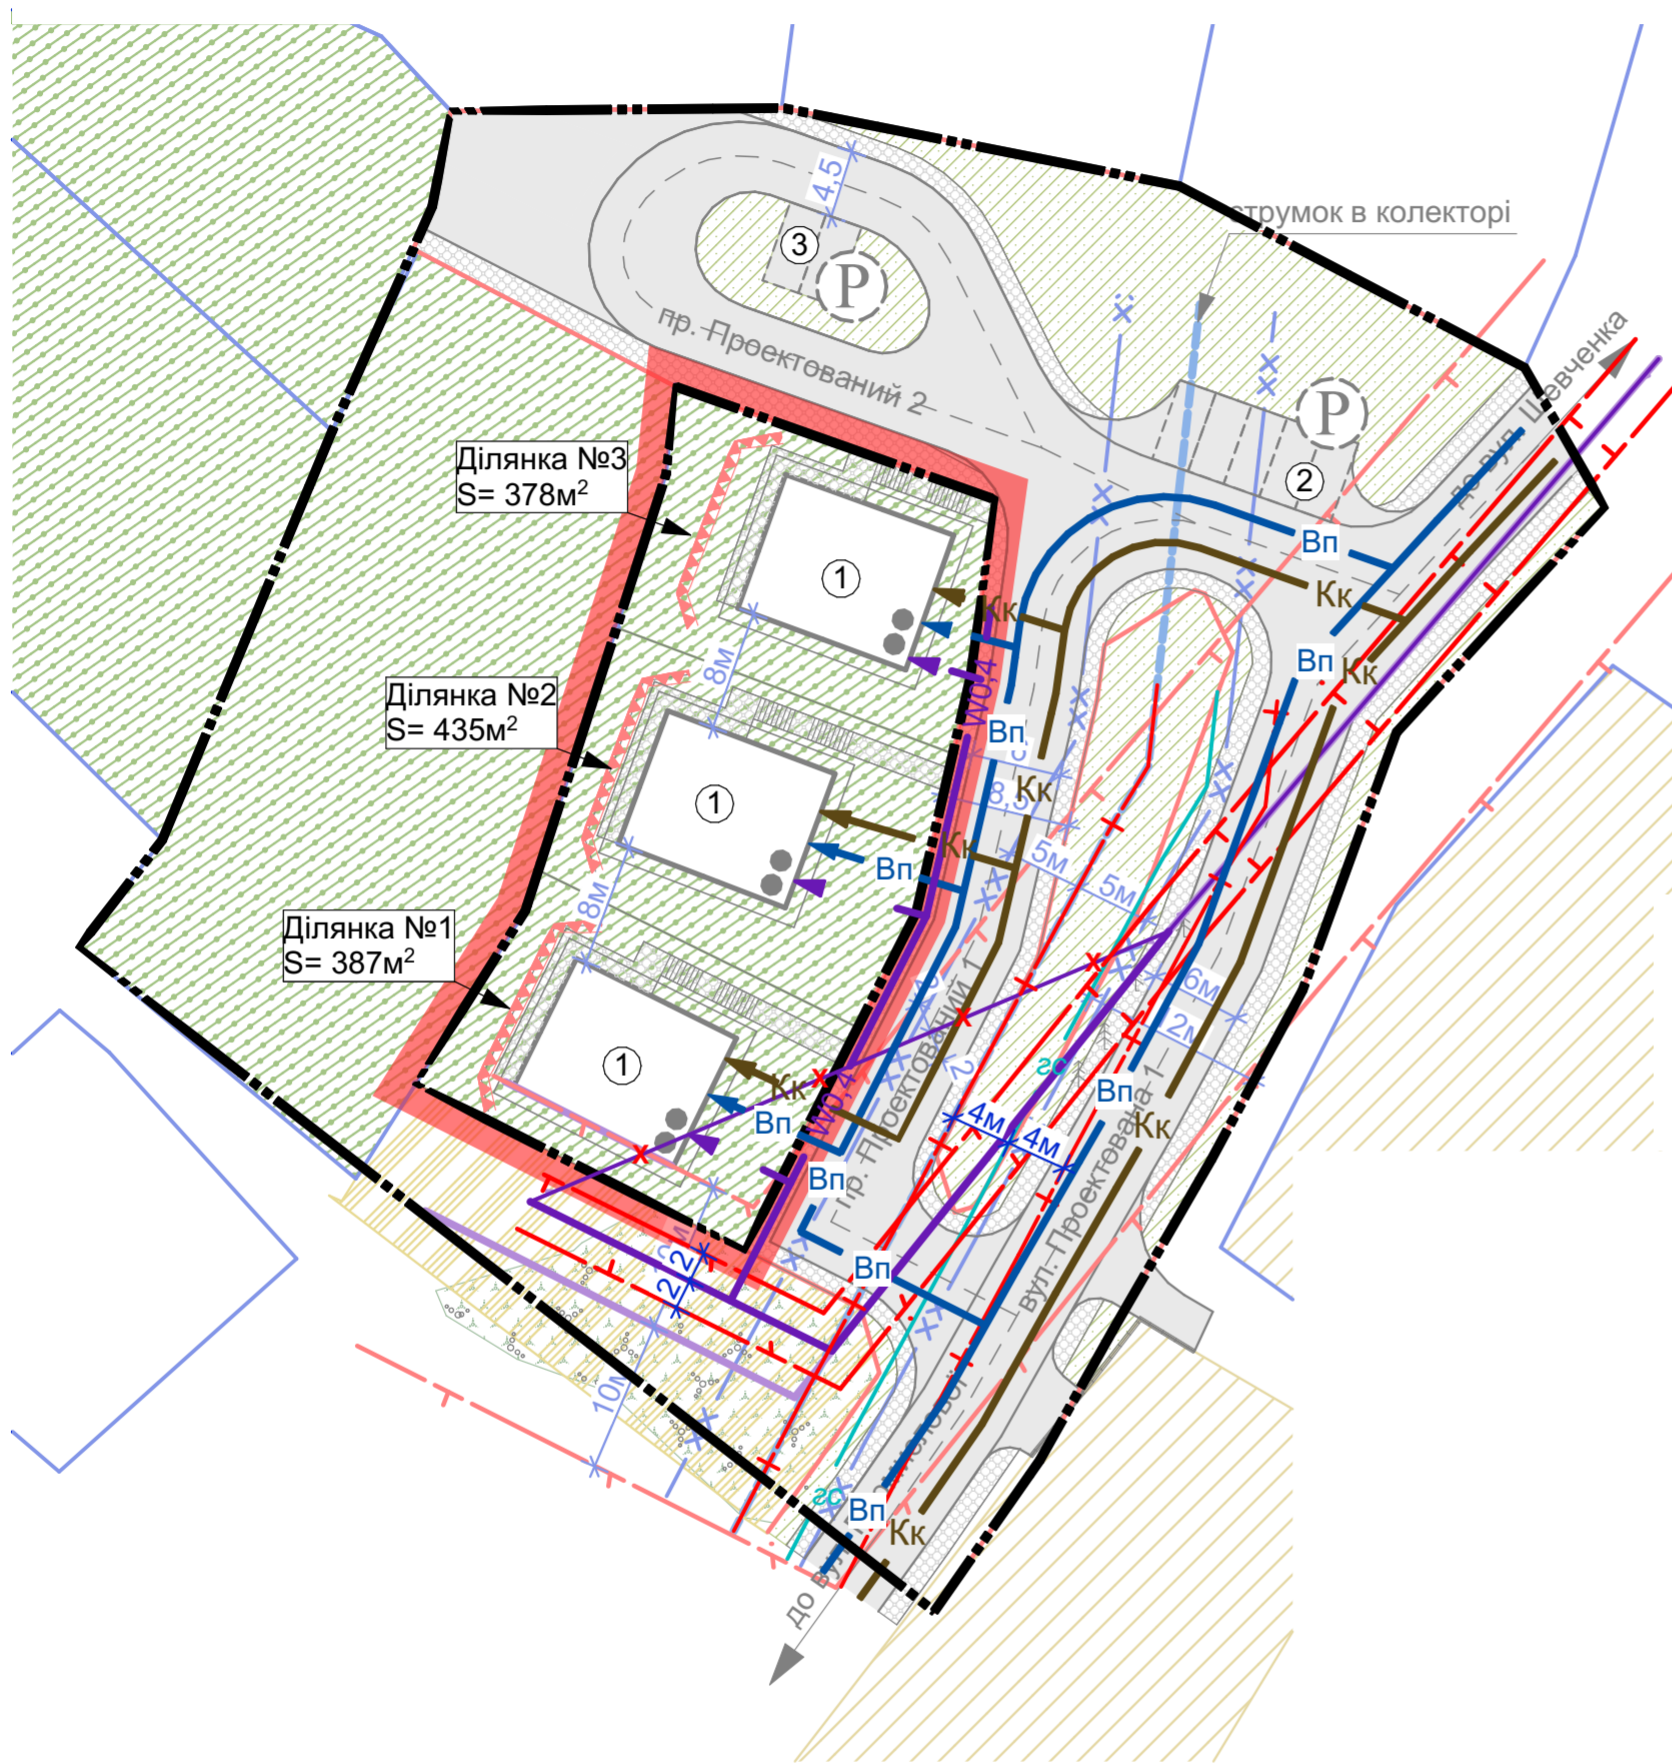 струмок в колекторі
4,5
3
P
пр. Проектований 2
до вул. Шевченка
P
2
Ділянка №3
S= 378м²
1
Вп
Кк
Кк
8м
W0,4
Вп
Кк
Ділянка №2
S= 435м²
Вп
1
8,5
Кк
Кк
5м
5м
Вп
8м
Ділянка №1
S= 387м²
6м
2м
1
пр. Проектований 1
Кк
Вп
W0,4
4м
4м
Вп
Кк
вул. Проектована 1
Вп
2
2
Вп
10м
Вп
Кк